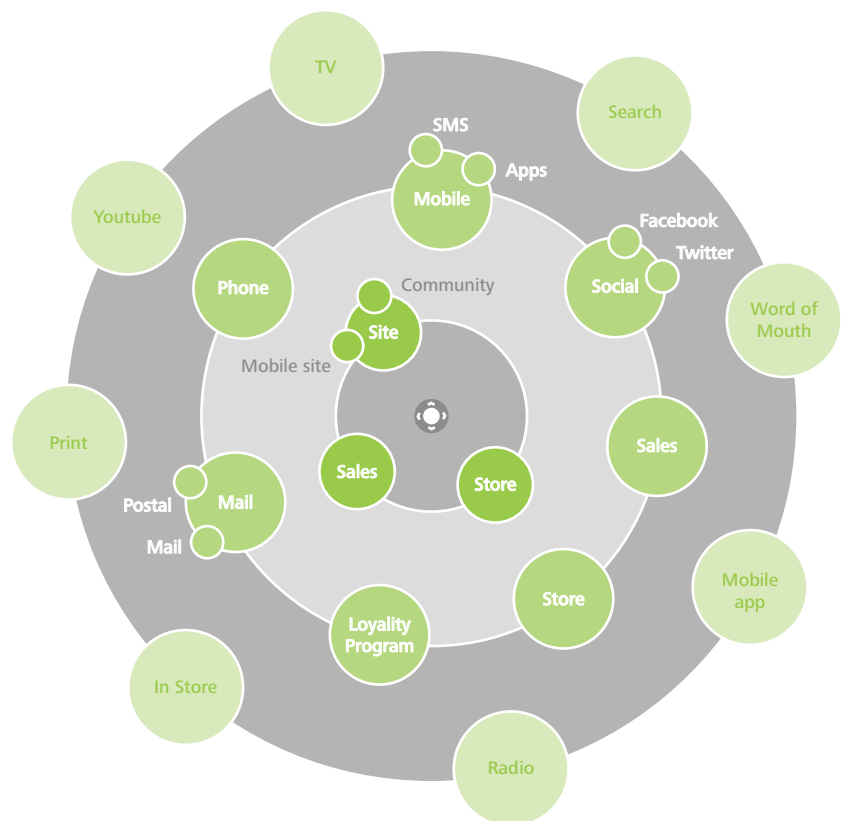 TV
Search
SMS
Apps
Mobile
Youtube
Facebook
Twitter
Phone
Community
Social
Word of
Mouth
Site
Mobile site
Print
Sales
Sales
Store
Mail
Postal
Mail
Mobile
app
Store
Loyality
Program
In Store
Radio